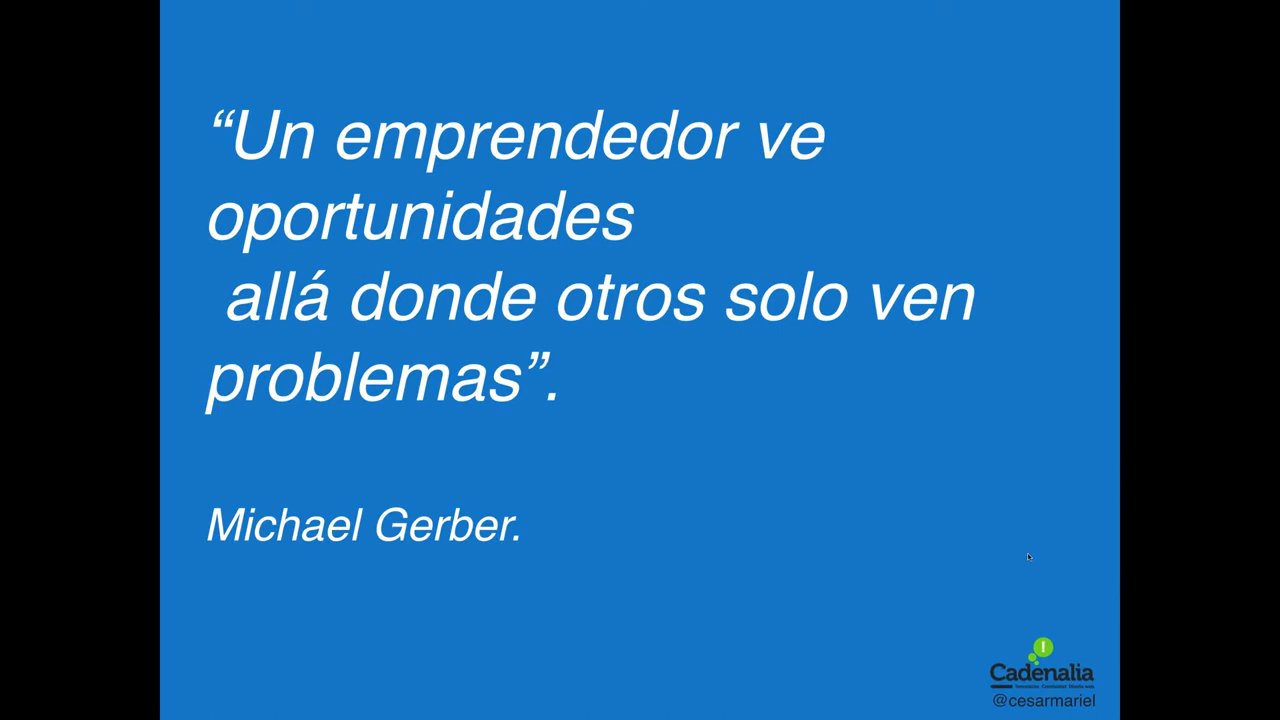 “Un emprendedor ve
oportunidades
allá donde otros solo ven
problemas”.
Michael Gerber.
!
Cadenalia
@cesarmariel